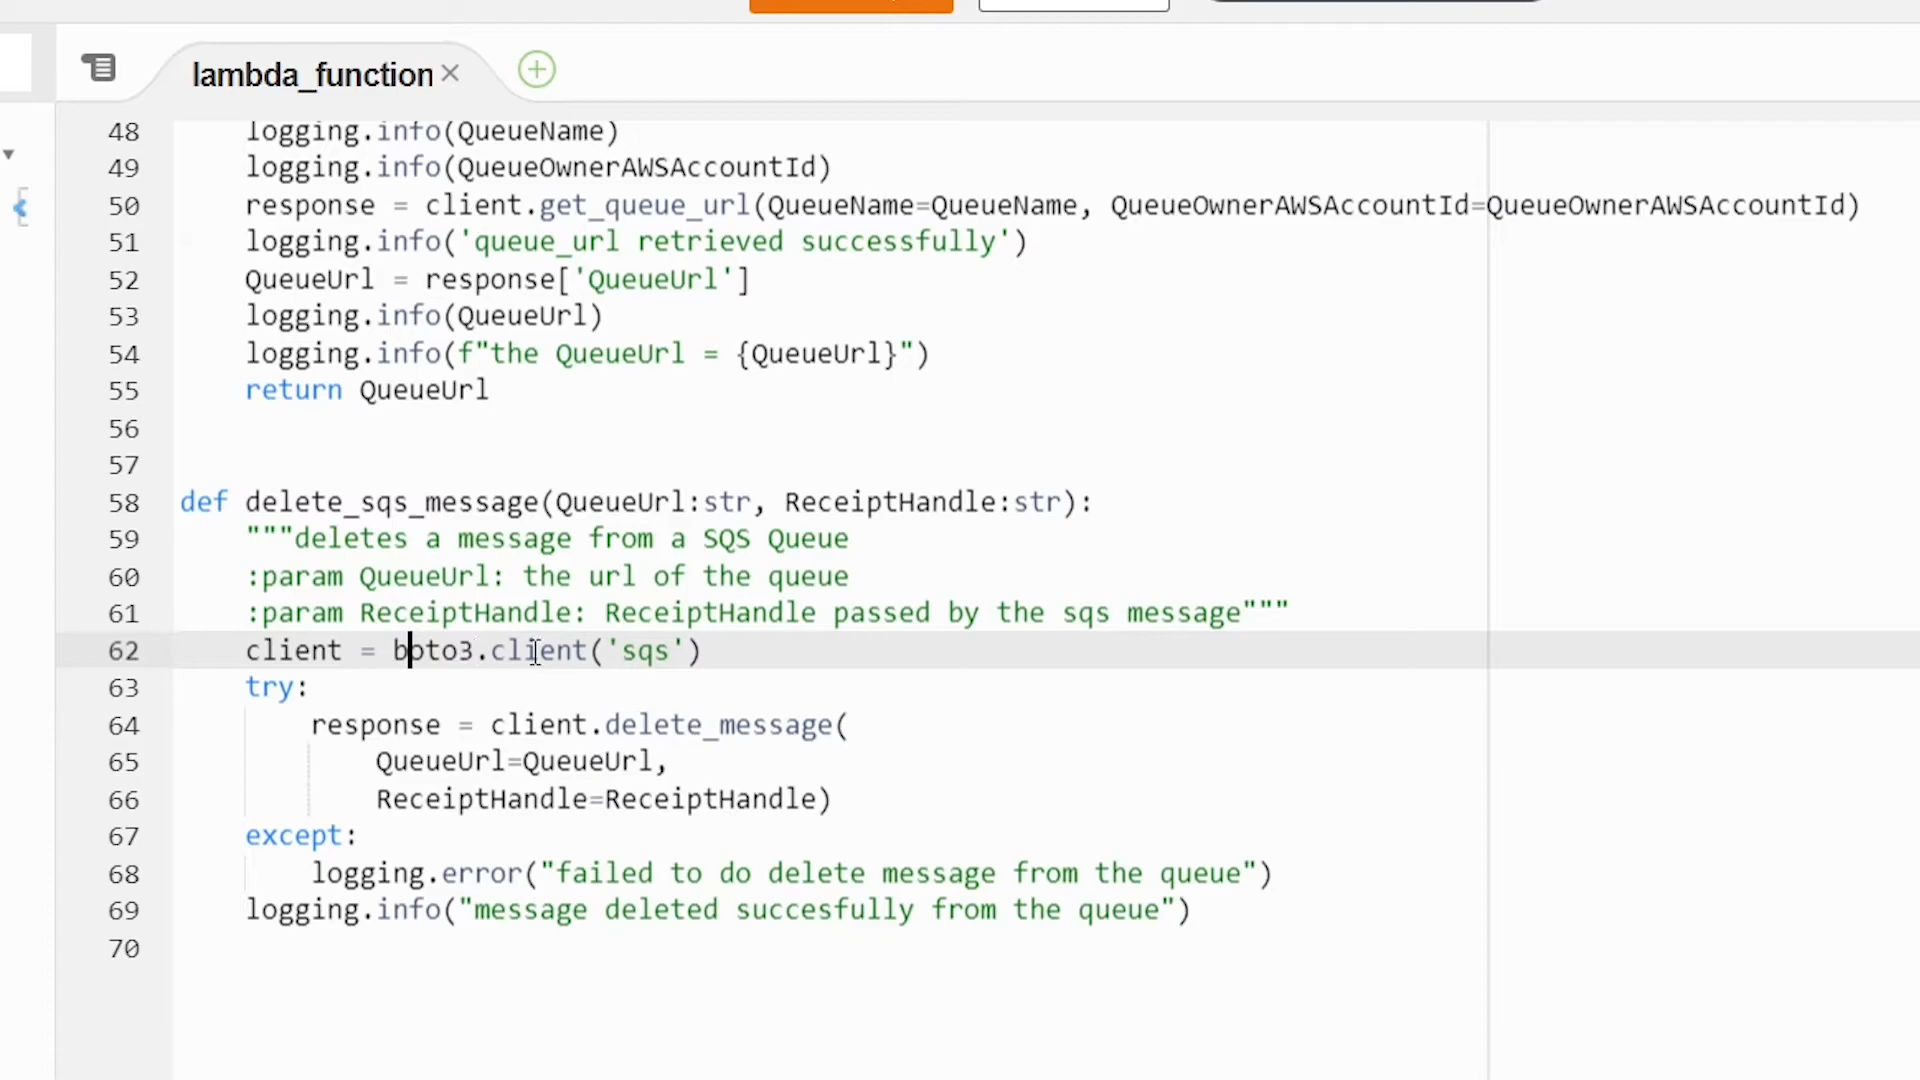 lambda_function
48 logging.info(QueueName)
49 logging.info(QueueOwnerAWSAccountId)
50 response = client.get_queue_url(QueueName=QueueName, QueueOwnerAWSAccountId=QueueOwnerAWSAccountId)
51 logging.info('queue_url retrieved successfully')
52 QueueUrl = response['QueueUrl']
53 logging.info(QueueUrl)
54 logging.info(f"the QueueUrl = {QueueUrl}")
55 return QueueUrl
56
57
58 def delete_sqs_message(QueueUrl:str, ReceiptHandle:str):
59 """deletes a message from a SQS Queue
60 :param QueueUrl: the url of the queue
61 :param ReceiptHandle: ReceiptHandle passed by the sqs message"""
62 client = boto3.client('sqs')
63 try:
64 response = client.delete_message(
65 QueueUrl=QueueUrl,
66 ReceiptHandle=ReceiptHandle)
67 except:
68 logging.error("failed to do delete message from the queue")
69 logging.info("message deleted succesfully from the queue")
70